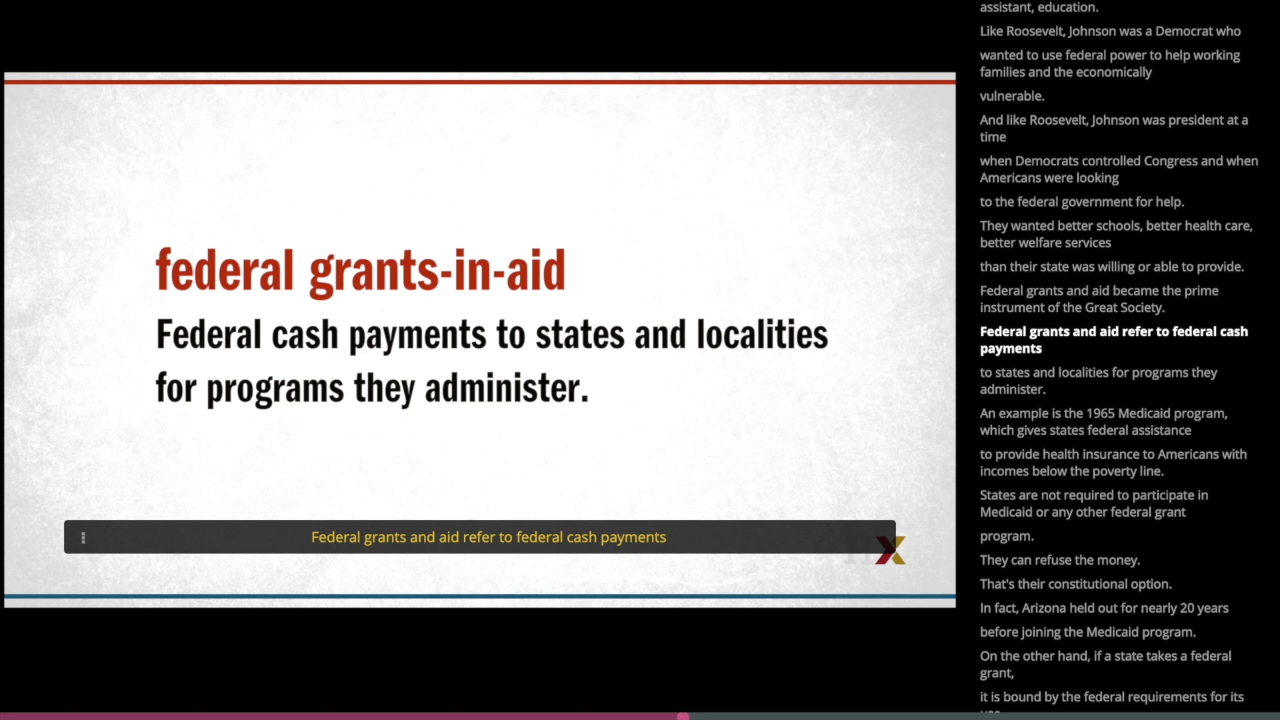 federal grants-in-aid
Federal cash payments to states and localities
for programs they administer.
Federal grants and aid refer to federal cash payments
assistant, education.
Like Roosevelt, Johnson was a Democrat who
wanted to use federal power to help working
families and the economically
vulnerable.
And like Roosevelt, Johnson was president at a
time
when Democrats controlled Congress and when
Americans were looking
to the federal government for help.
They wanted better schools, better health care,
better welfare services
than their state was willing or able to provide.
Federal grants and aid became the prime
instrument of the Great Society.
Federal grants and aid refer to federal cash
payments
to states and localities for programs they
administer.
An example is the 1965 Medicaid program,
which gives states federal assistance
to provide health insurance to Americans with
incomes below the poverty line.
States are not required to participate in
Medicaid or any other federal grant
program.
They can refuse the money.
That's their constitutional option.
In fact, Arizona held out for nearly 20 years
before joining the Medicaid program.
On the other hand, if a state takes a federal
grant,
it is bound by the federal requirements for its